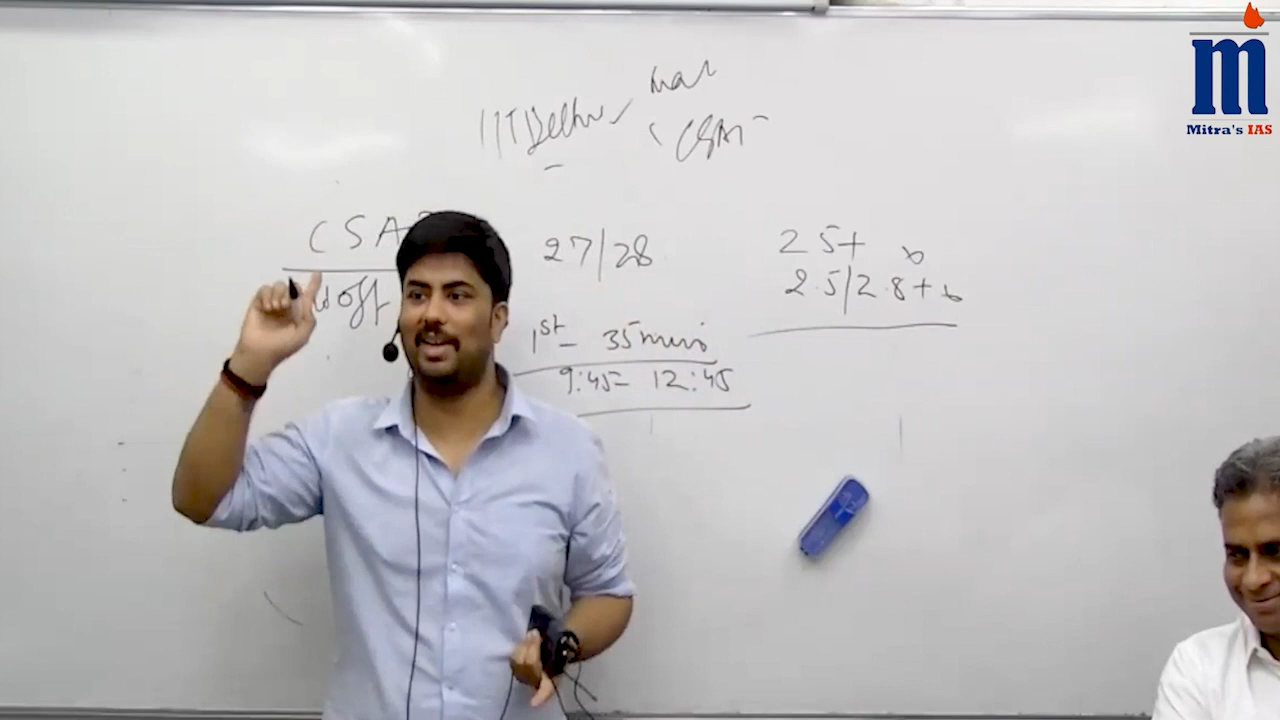 IIT Delhi
CSAT
CSA
27/28
25+
2.5/2.8+
1st - 35 mins
9:45= 12:45
m
Mitra's IAS